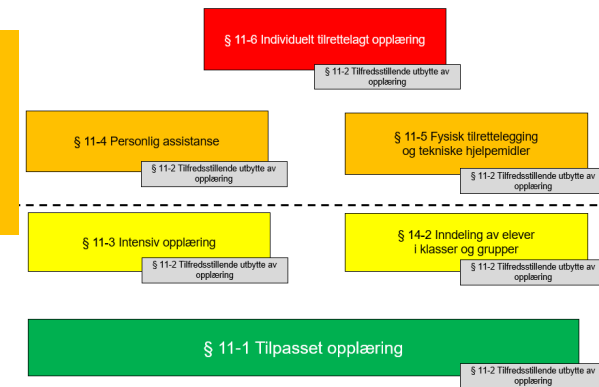 § 11-6 Individuelt tilrettelagt opplæring
§ 11-2 Tilfredsstillende utbytte av
opplæring
§ 11-4 Personlig assistanse
§ 11-2 Tilfredsstillende utbytte av
opplæring
§ 11-5 Fysisk tilrettelegging
og tekniske hjelpemidler
§ 11-2 Tilfredsstillende utbytte av
opplæring
§ 11-3 Intensiv opplæring
§ 11-2 Tilfredsstillende utbytte av
opplæring
§ 14-2 Inndeling av elever
i klasser og grupper
§ 11-2 Tilfredsstillende utbytte av
opplæring
§ 11-1 Tilpasset opplæring
§ 11-2 Tilfredsstillende utbytte av
opplæring